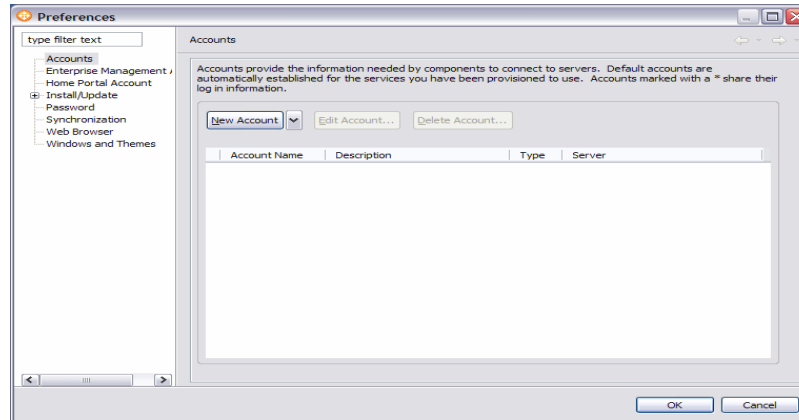 Preferences
type filter text
Accounts
Enterprise Management
Home Portal Account
Install/Update
Password
Synchronization
Web Browser
Windows and Themes
Accounts
Accounts provide the information needed by components to connect to servers. Default accounts are
automatically established for the services you have been provisioned to use. Accounts marked with a * share their
log in information.
New Account Edit Account... Delete Account...
Account Name Description Type Server
OK Cancel